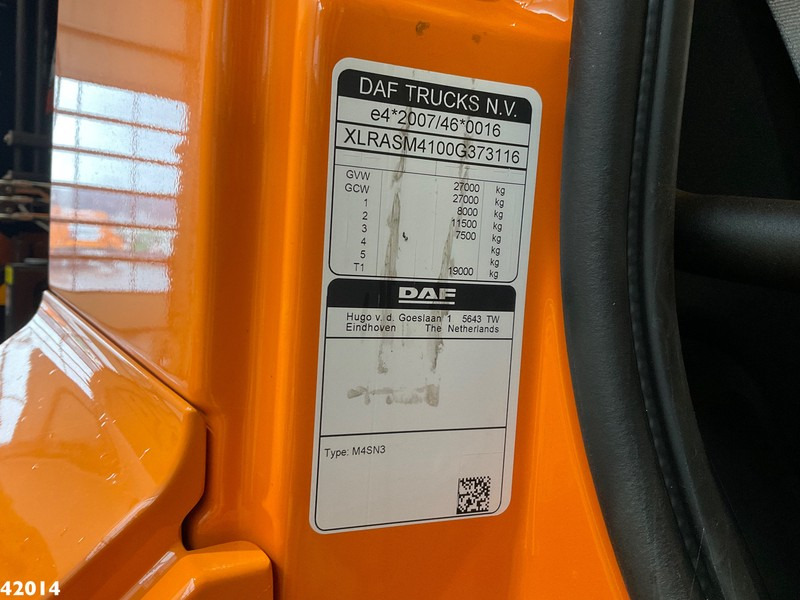 DAF TRUCKS N.V.
e4*2007/46*0016
XLRASM4100G373116
GVW 27000 kg
GCW 27000 kg
1 8000 kg
2 11500 kg
3 7500 kg
4 kg
5 kg
T1 19000 kg
DAF
Hugo v. d. Goeslaan 1 5643 TW
Eindhoven The Netherlands
Type: M4SN3
42014